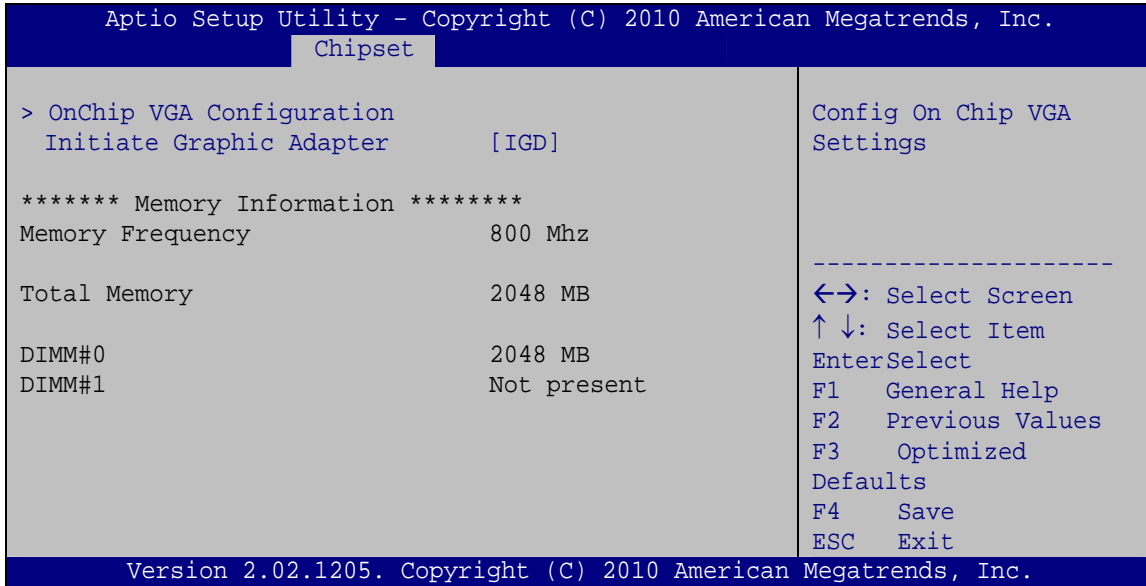 Aptio Setup Utility – Copyright (C) 2010 American Megatrends, Inc.
Chipset
> OnChip VGA Configuration
Initiate Graphic Adapter [IGD]
******* Memory Information ********
Memory Frequency 800 Mhz
Total Memory 2048 MB
DIMM#0 2048 MB
DIMM#1 Not present
Config On Chip VGA
Settings
---------------------
←→: Select Screen
↑ ↓: Select Item
EnterSelect
F1 General Help
F2 Previous Values
F3 Optimized
Defaults
F4 Save
ESC Exit
Version 2.02.1205. Copyright (C) 2010 American Megatrends, Inc.